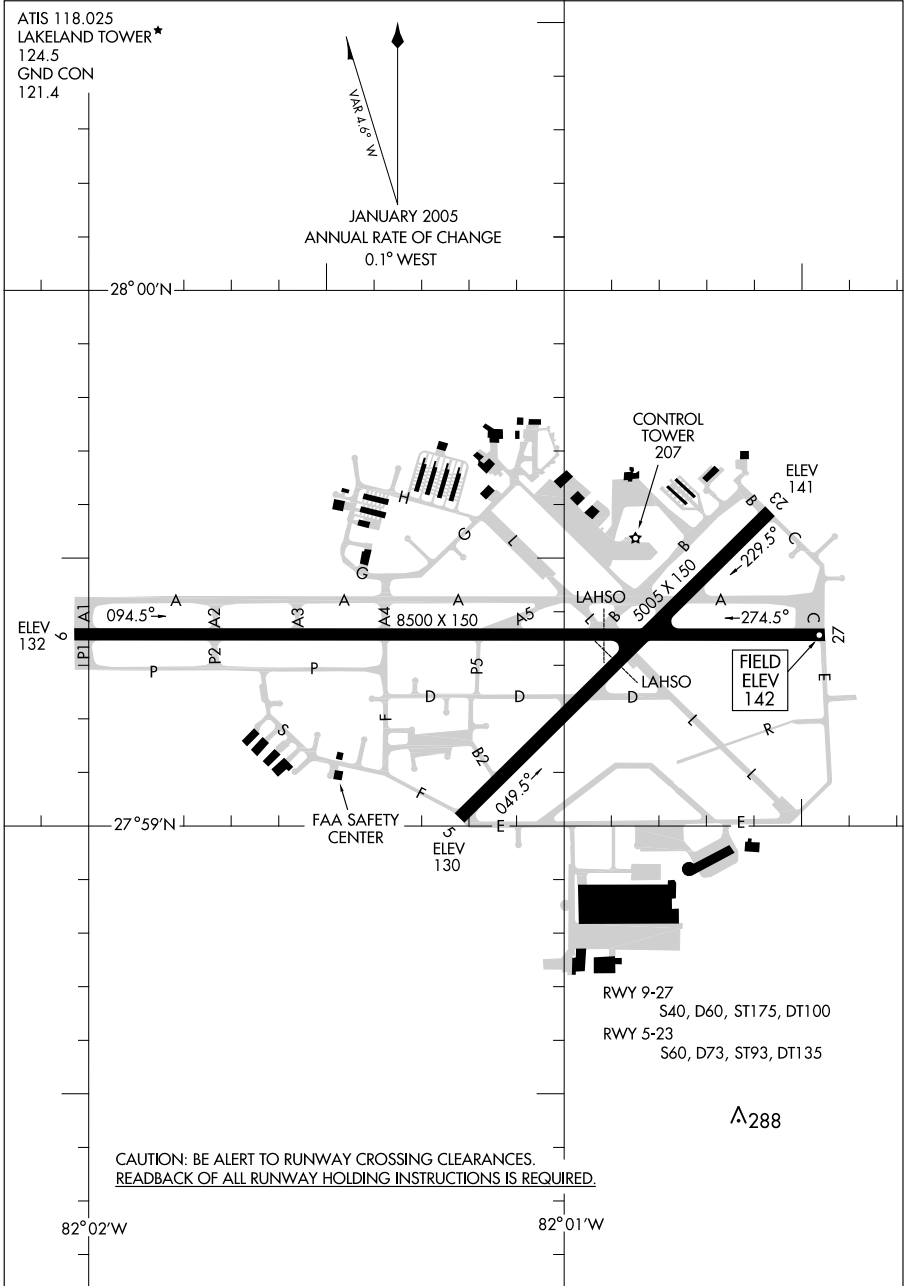 ATIS 118.025
LAKELAND TOWER★
124.5
GND CON
121.4
VAR 4.6° W
JANUARY 2005
ANNUAL RATE OF CHANGE
0.1° WEST
28°00'N
CONTROL
TOWER
207
ELEV
141
23
B
C
H
G
L
B
229.5°
G
5005 X 150
LAHSO
A1
A
A2
A3
A
A4
A
A5
L
B
A
C
094.5°
8500 X 150
274.5°
ELEV
132
9
27
P1
P
P2
P
P5
LAHSO
FIELD
ELEV
142
E
D
D
D
F
L
R
S
B2
L
049.5°
F
FAA SAFETY
CENTER
27°59'N
5
ELEV
130
E
E
RWY 9-27
S40, D60, ST175, DT100
RWY 5-23
S60, D73, ST93, DT135
288
CAUTION: BE ALERT TO RUNWAY CROSSING CLEARANCES.
READBACK OF ALL RUNWAY HOLDING INSTRUCTIONS IS REQUIRED.
82°02'W
82°01'W